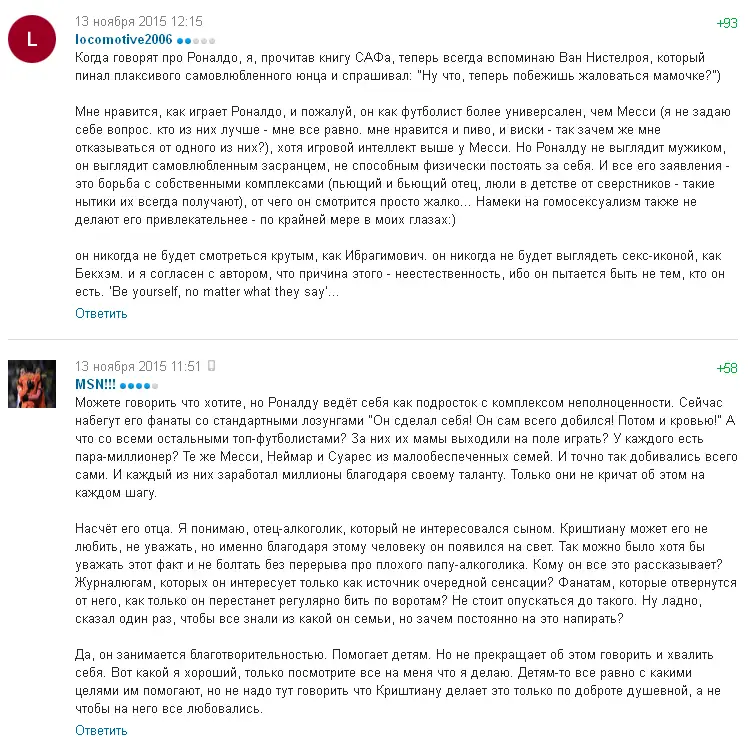 13 ноября 2015 12:15
+93
L
locomotive2006
Когда говорят про Роналдо, я, прочитав книгу САФа, теперь всегда вспоминаю Ван Нистелроя, который
пинал плаксивого самовлюбленного юнца и спрашивал: "Ну что, теперь побежишь жаловаться мамочке?")
Мне нравится, как играет Роналдо, и пожалуй, он как футболист более универсален, чем Месси (я не задаю
себе вопрос. кто из них лучше - мне все равно. мне нравится и пиво, и виски - так зачем же мне
отказываться от одного из них?), хотя игровой интеллект выше у Месси. Но Роналду не выглядит мужиком,
он выглядит самовлюбленным засранцем, не способным физически постоять за себя. И все его заявления -
это борьба с собственными комплексами (пьющий и бьющий отец, люли в детстве от сверстников - такие
нытики их всегда получают), от чего он смотрится просто жалко... Намеки на гомосексуализм также не
делают его привлекательнее - по крайней мере в моих глазах:)
он никогда не будет смотреться крутым, как Ибрагимович. он никогда не будет выглядеть секс-иконой, как
Бекхэм. и я согласен с автором, что причина этого - неестественность, ибо он пытается быть не тем, кто он
есть. 'Be yourself, no matter what they say'...
Ответить
13 ноября 2015 11:51
+58
MSN!!!
Можете говорить что хотите, но Роналду ведёт себя как подросток с комплексом неполноценности. Сейчас
набегут его фанаты со стандартными лозунгами "Он сделал себя! Он сам всего добился! Потом и кровью!" А
что со всеми остальными топ-футболистами? За них их мамы выходили на поле играть? У каждого есть
пара-миллионер? Те же Месси, Неймар и Суарес из малообеспеченных семей. И точно так добивались всего
сами. И каждый из них заработал миллионы благодаря своему таланту. Только они не кричат об этом на
каждом шагу.
Насчёт его отца. Я понимаю, отец-алкоголик, который не интересовался сыном. Криштиану может его не
любить, не уважать, но именно благодаря этому человеку он появился на свет. Так можно было хотя бы
уважать этот факт и не болтать без перерыва про плохого папу-алкоголика. Кому он все это рассказывает?
Журналюгам, которых он интересует только как источник очередной сенсации? Фанатам, которые отвернутся
от него, как только он перестанет регулярно бить по воротам? Не стоит опускаться до такого. Ну ладно,
сказал один раз, чтобы все знали из какой он семьи, но зачем постоянно на это напирать?
Да, он занимается благотворительностью. Помогает детям. Но не прекращает об этом говорить и хвалить
себя. Вот какой я хороший, только посмотрите все на меня что я делаю. Детям-то все равно с какими
целями им помогают, но не надо тут говорить что Криштиану делает это только по доброте душевной, а не
чтобы на него все любовались.
Ответить